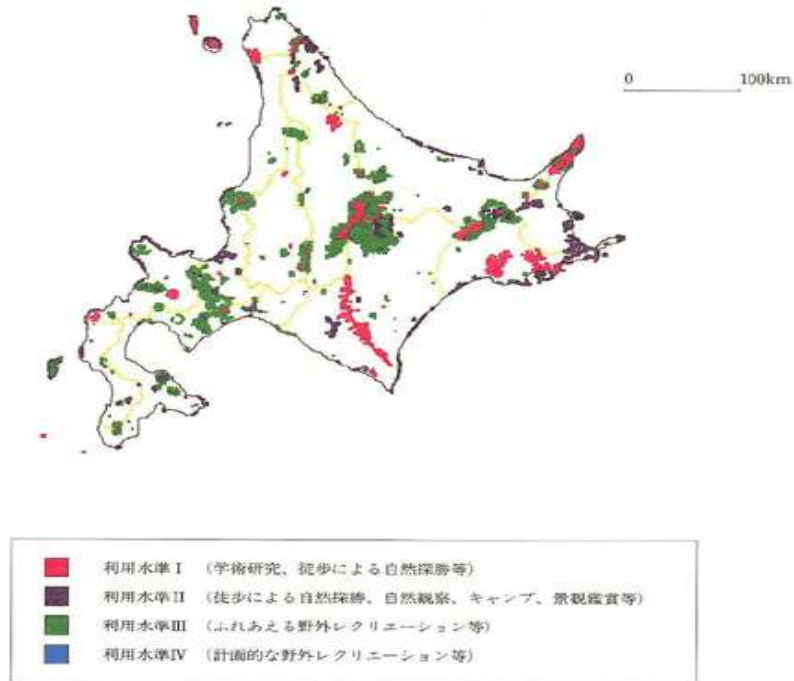 0 100km
利用水準Ⅰ (学術研究、徒歩による自然探勝等)
利用水準Ⅱ (徒歩による自然探勝、自然観察、キャンプ、景観鑑賞等)
利用水準Ⅲ (ふれあえる野外レクリエーション等)
利用水準Ⅳ (計画的な野外レクリエーション等)